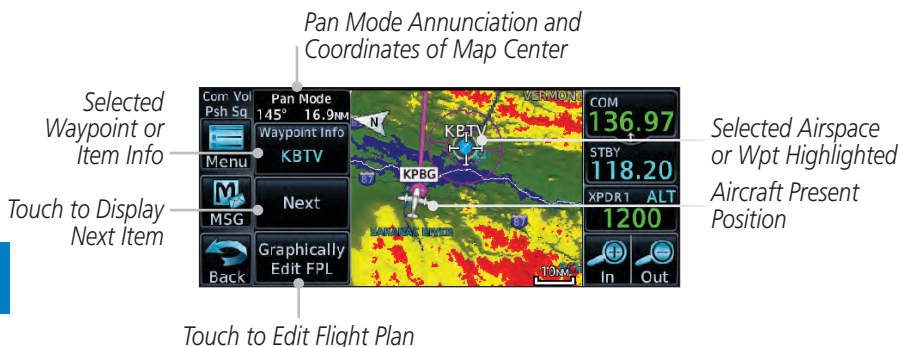 Pan Mode Annunciation and
Coordinates of Map Center
Selected
Waypoint or
Item Info
Touch to Display
Next Item
Com Vol
Psh Sq
Menu
MSG
Back
Pan Mode
145° 16.9NM
Waypoint Info
KBTV
Next
Graphically
Edit FPL
VERMONT
N
KBTV
87
KPBG
87
SARANAC RIVER
10NM
COM
136.97
STBY
118.20
XPDR1 ALT
1200
In
Out
Selected Airspace
or Wpt Highlighted
Aircraft Present
Position
Touch to Edit Flight Plan